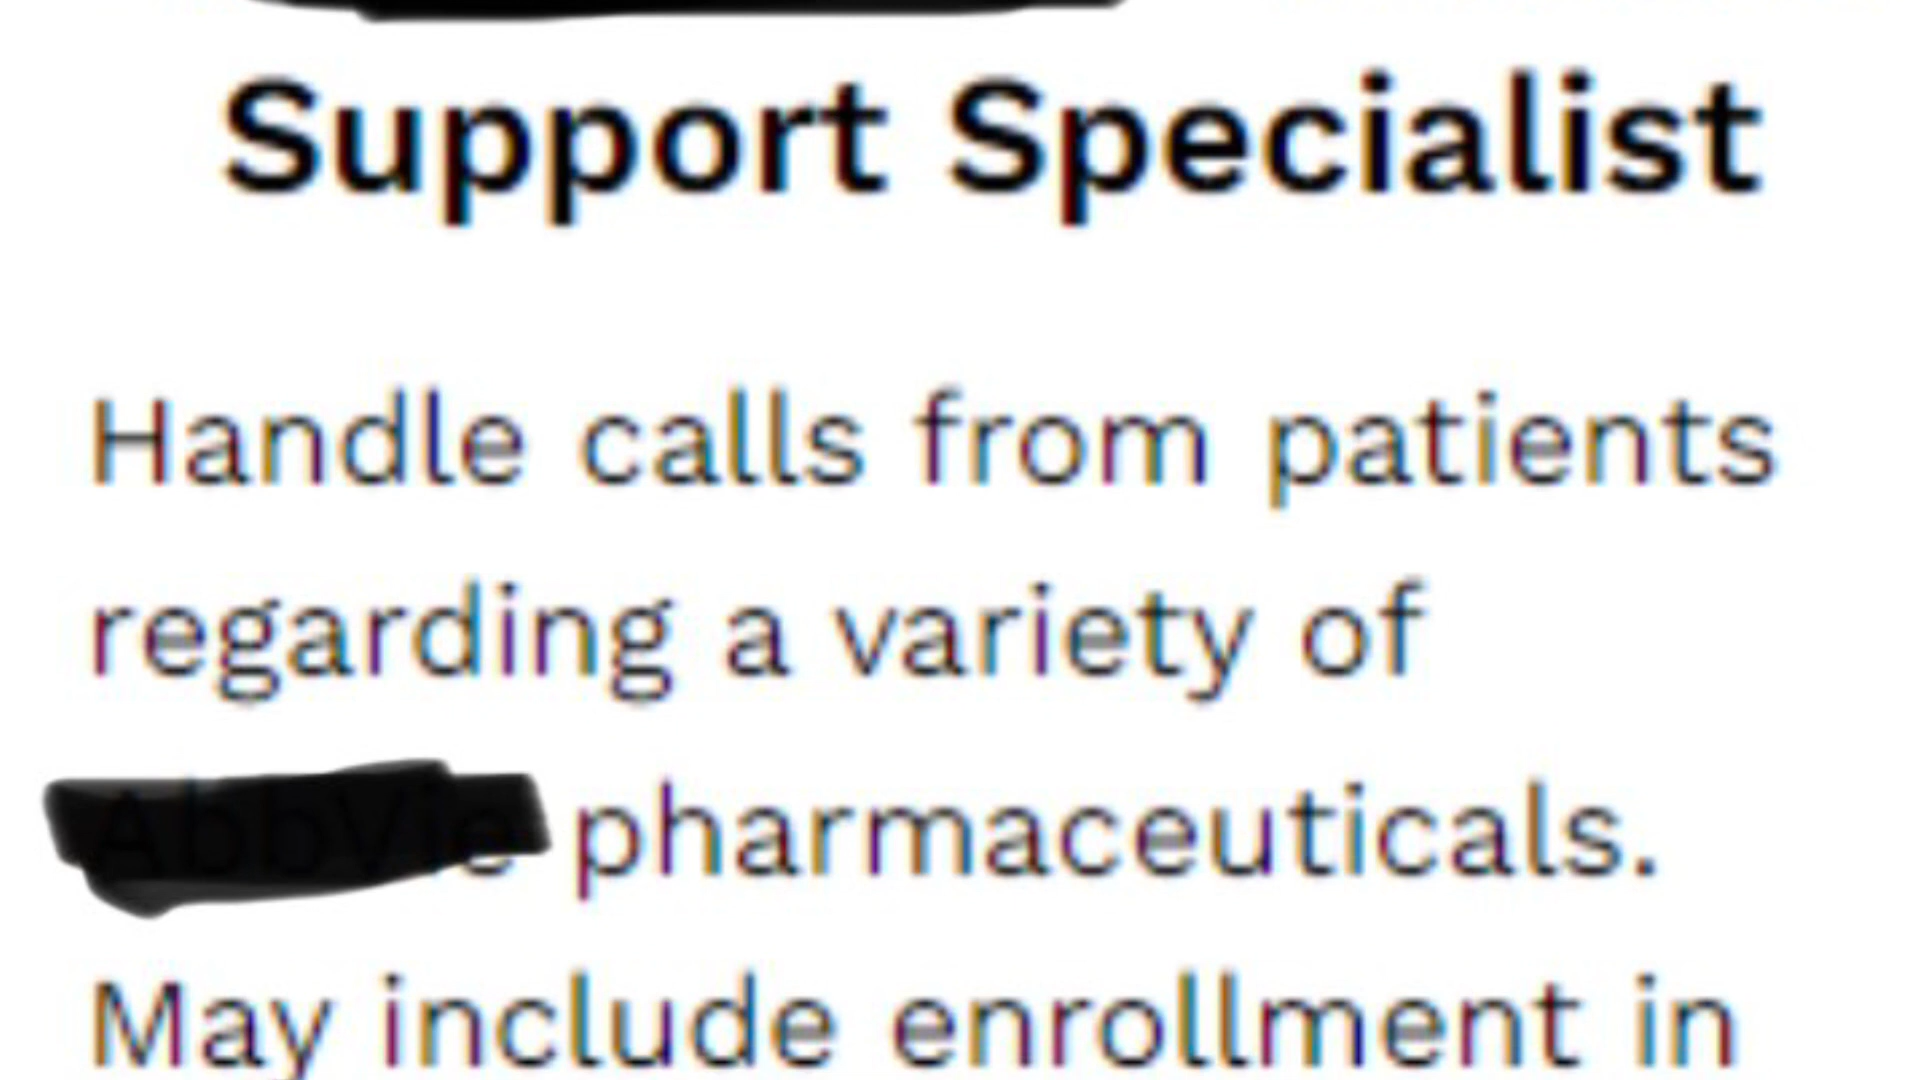 Support Specialist
Handle calls from patients
regarding a variety of
pharmaceuticals.
May include enrollment in